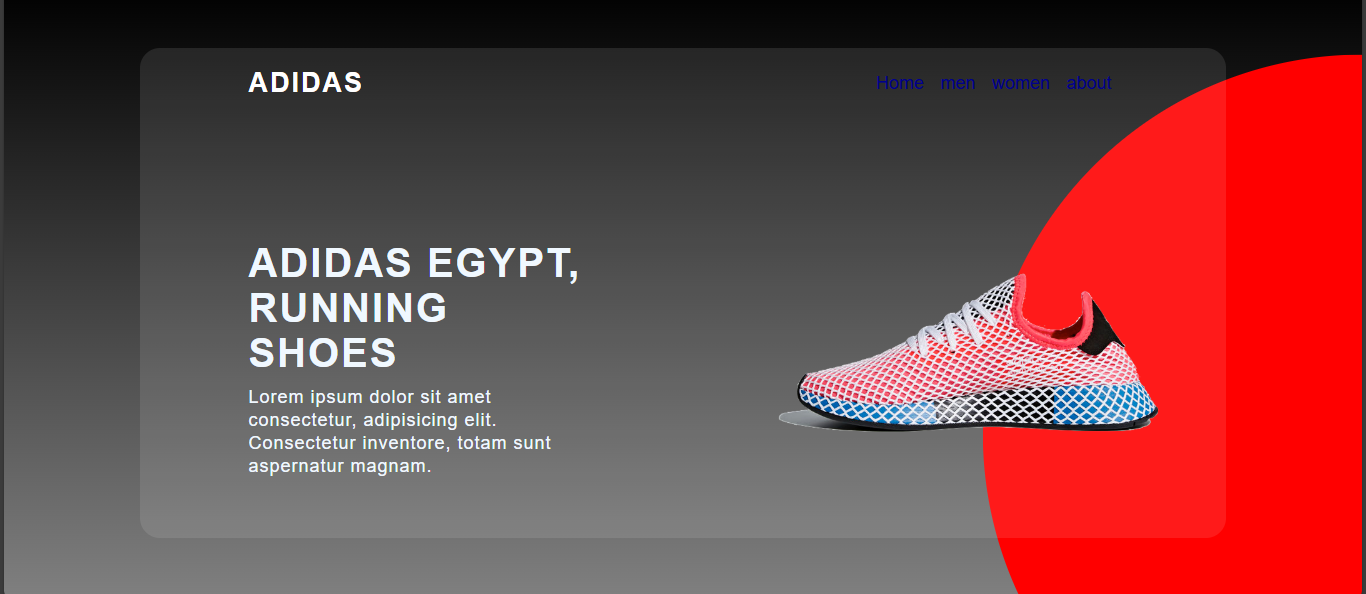 ADIDAS
Home men women about
ADIDAS EGYPT,
RUNNING
SHOES
Lorem ipsum dolor sit amet
consectetur, adipisicing elit.
Consectetur inventore, totam sunt
aspernatur magnam.